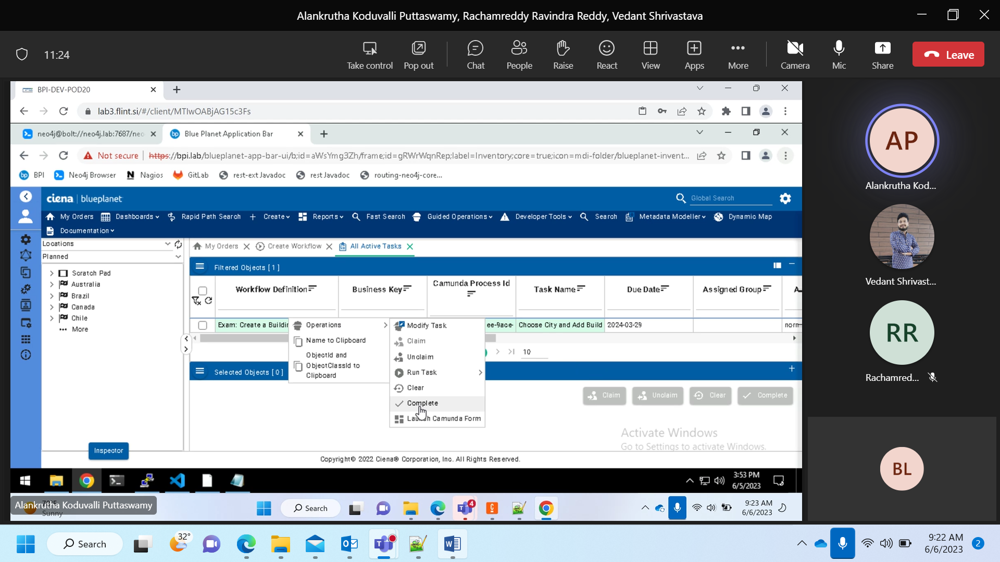 Alankrutha Koduvalli Puttaswamy, Rachamreddy Ravindra Reddy, Vedant Shrivastava
11:24
Take control Pop out Chat People Raise React View Apps More Camera Mic Share Leave
BPI-DEV-POD20
lab3.flint.si/#/client/MTIwOABjAG15c3Fs
neo4j@bolt://neo4j.lab:7687/neo Blue Planet Application Bar
Not secure https://bpi.lab/blueplanet-app-bar-ui/b;id=aWsYmg3Zh/frame;id=gRWrWqnRep;label=Inventory;core=true;icon=mdi-folder/blueplanet-invent...
bp BPI Neo4j Browser N Nagios GitLab rest-ext Javadoc rest Javadoc routing-neo4j-core...
ciena blueplanet Global Search
My Orders Dashboards Rapid Path Search Create Reports Fast Search Guided Operations Developer Tools Search Metadata Modeller Dynamic Map
Documentation
Locations
Planned
Scratch Pad
Australia
Brazil
Canada
Chile
More
Inspector
My Orders Create Workflow All Active Tasks
Filtered Objects [1]
Workflow Definition Business Key Camunda Process Id Task Name Due Date Assigned Group
Exam: Create a Buildin ee-9ace- Choose City and Add Build 2024-03-29 norm
Operations
Name to Clipboard
ObjectId and
ObjectClassId to
Clipboard
Modify Task
Claim
Unclaim
Run Task
Clear
Complete
Launch Camunda Form
10
Selected Objects [0]
Claim Unclaim Clear Complete
Activate Windows
Go to Settings to activate Windows.
Copyright© 2022 Ciena® Corporation, Inc. All Rights Reserved.
3:53 PM
6/5/2023
Alankrutha Koduvalli Puttaswamy
Sunny
Search
4
9:23 AM
6/6/2023
AP
Alankrutha Kod...
Vedant Shrivast...
RR
Rachamred...
BL
Search
32°
9:22 AM
6/6/2023
2